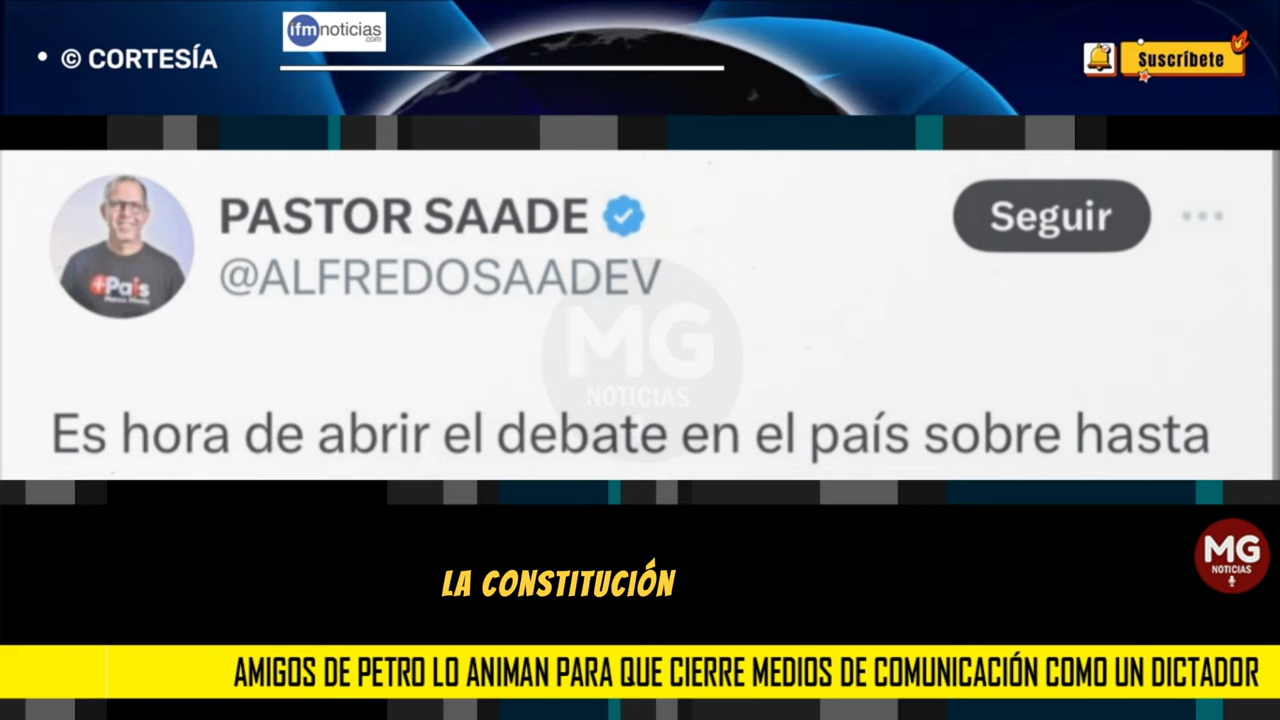 ifmnoticias
.com
• © CORTESÍA
Suscríbete
PASTOR SAADE
Seguir
@ALFREDOSAADEV
+País
MG
NOTICIAS
Es hora de abrir el debate en el país sobre hasta
MG
NOTICIAS
LA CONSTITUCIÓN
AMIGOS DE PETRO LO ANIMAN PARA QUE CIERRE MEDIOS DE COMUNICACIÓN COMO UN DICTADOR